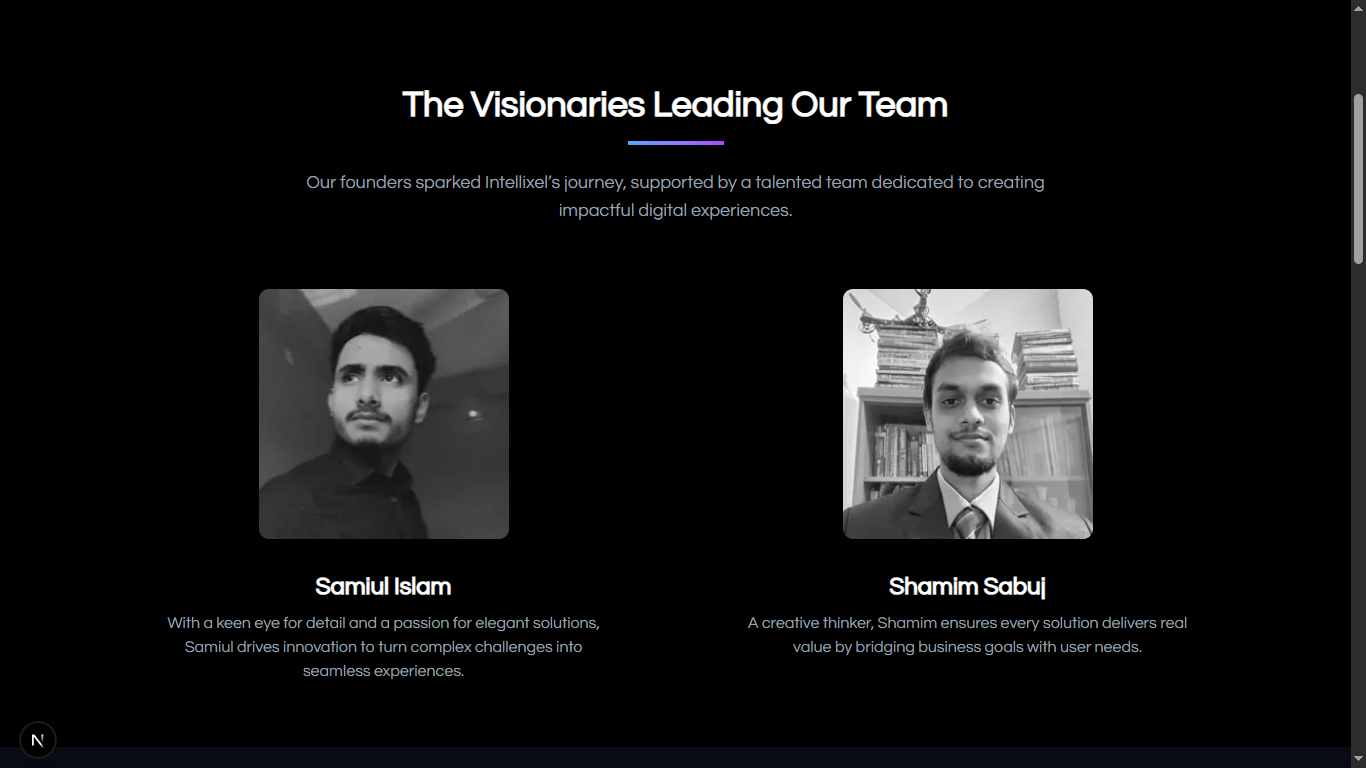 The Visionaries Leading Our Team
Our founders sparked Intellixel’s journey, supported by a talented team dedicated to creating
impactful digital experiences.
Samiul Islam
With a keen eye for detail and a passion for elegant solutions,
Samiul drives innovation to turn complex challenges into
seamless experiences.
Shamim Sabuj
A creative thinker, Shamim ensures every solution delivers real
value by bridging business goals with user needs.
N